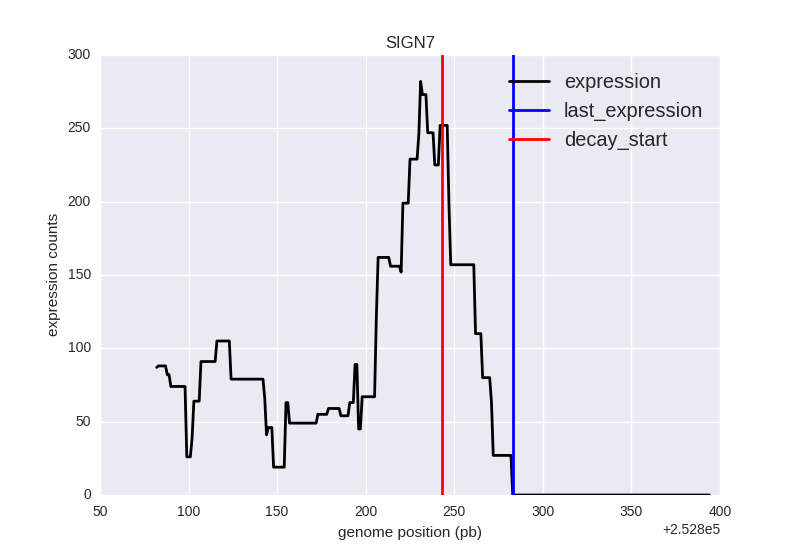 SIGN7
300
250
200
150
100
50
0
expression counts
expression
last_expression
decay_start
50 100 150 200 250 300 350 400
+2.528e5
genome position (pb)